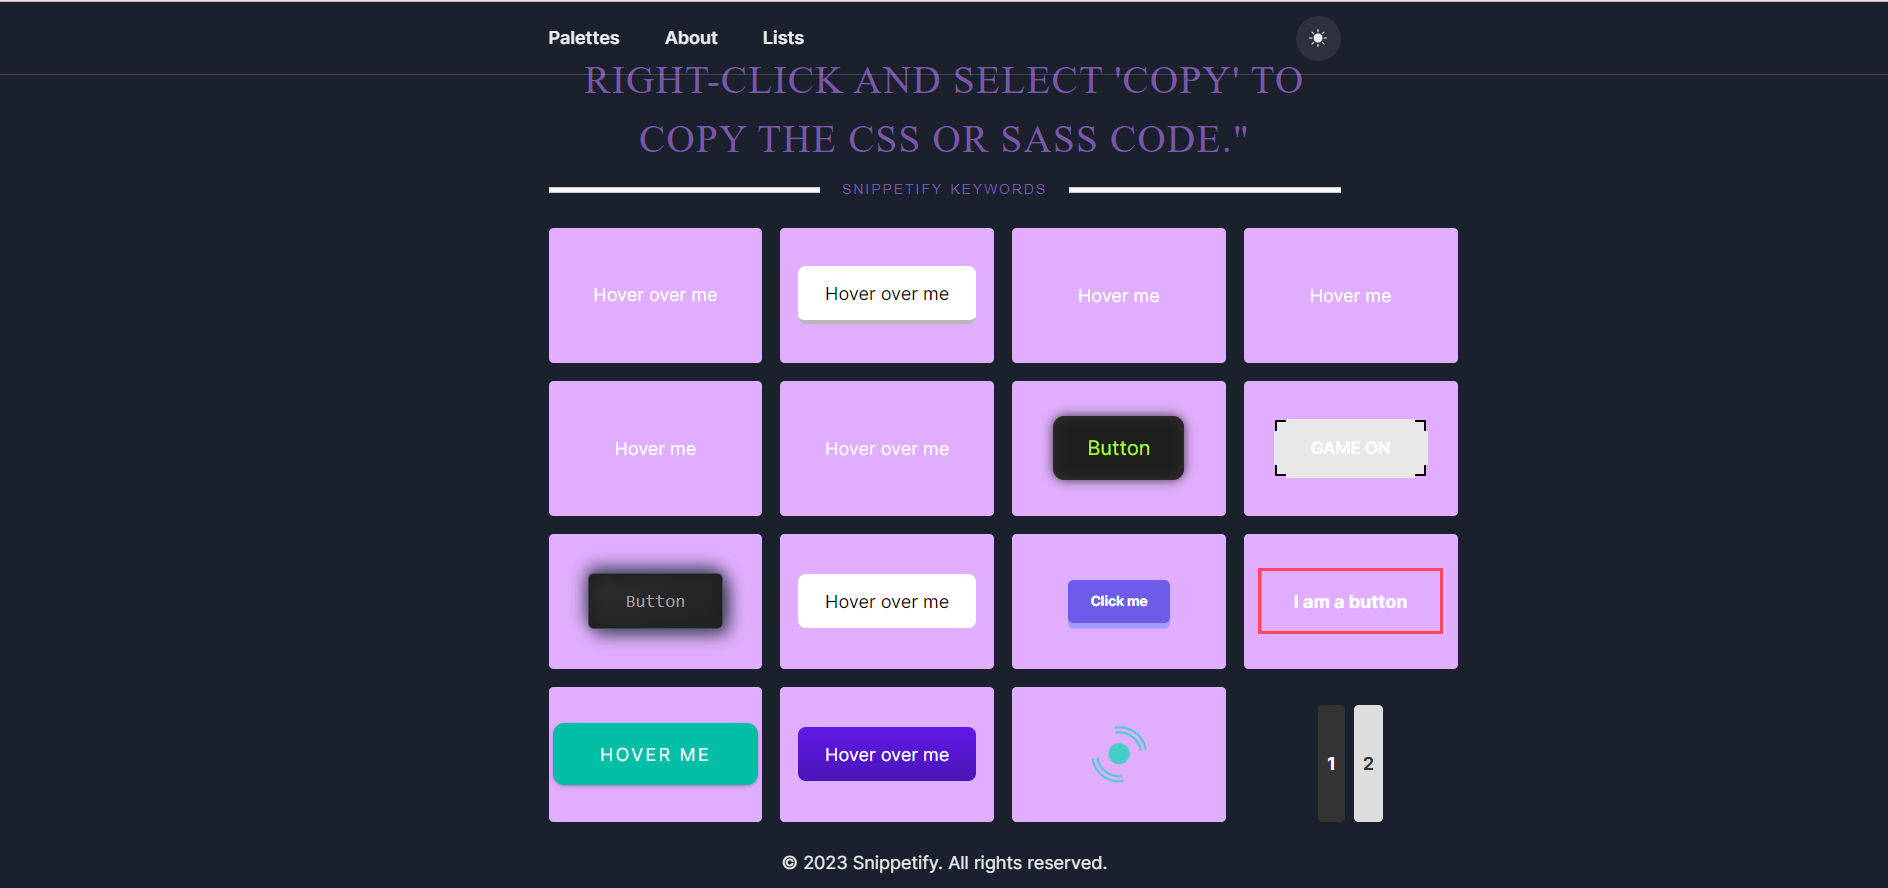 Palettes About Lists
RIGHT-CLICK AND SELECT 'COPY' TO
COPY THE CSS OR SASS CODE."
SNIPPETIFY KEYWORDS
Hover over me
Hover over me
Hover me
Hover me
Hover me
Hover over me
Button
GAME ON
Button
Hover over me
Click me
I am a button
HOVER ME
Hover over me
1
2
© 2023 Snippetify. All rights reserved.